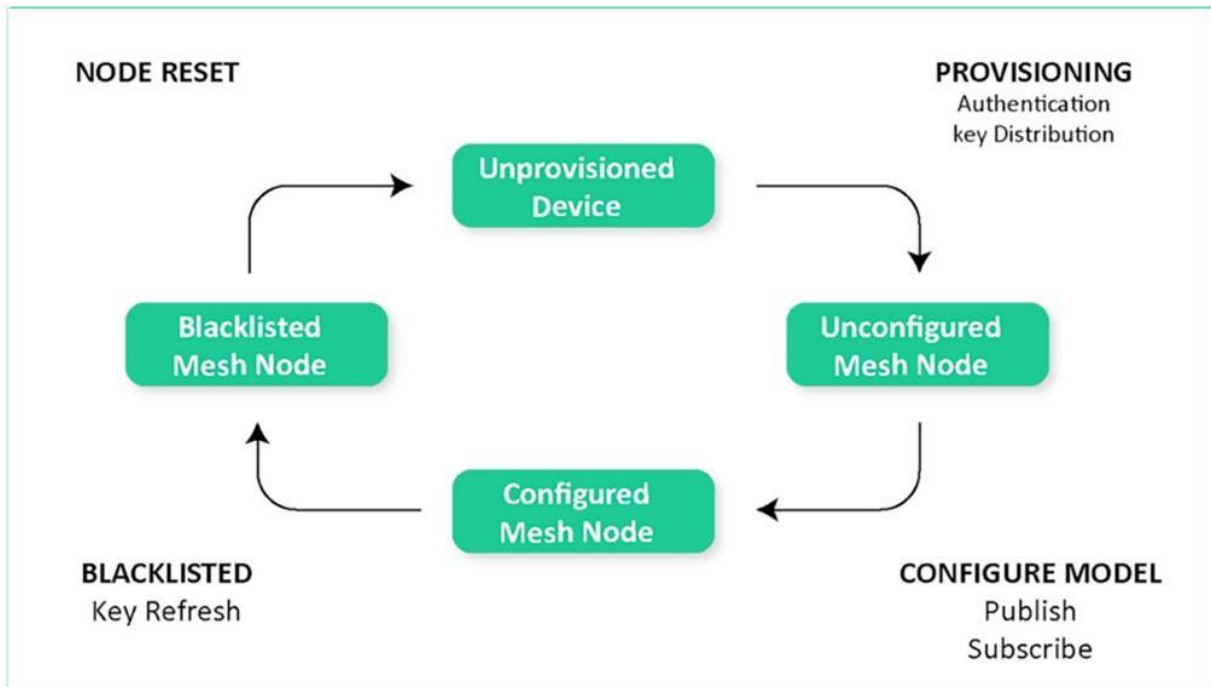 NODE RESET
PROVISIONING
Authentication
key Distribution
Unprovisioned
Device
Blacklisted
Mesh Node
Unconfigured
Mesh Node
Configured
Mesh Node
BLACKLISTED
Key Refresh
CONFIGURE MODEL
Publish
Subscribe